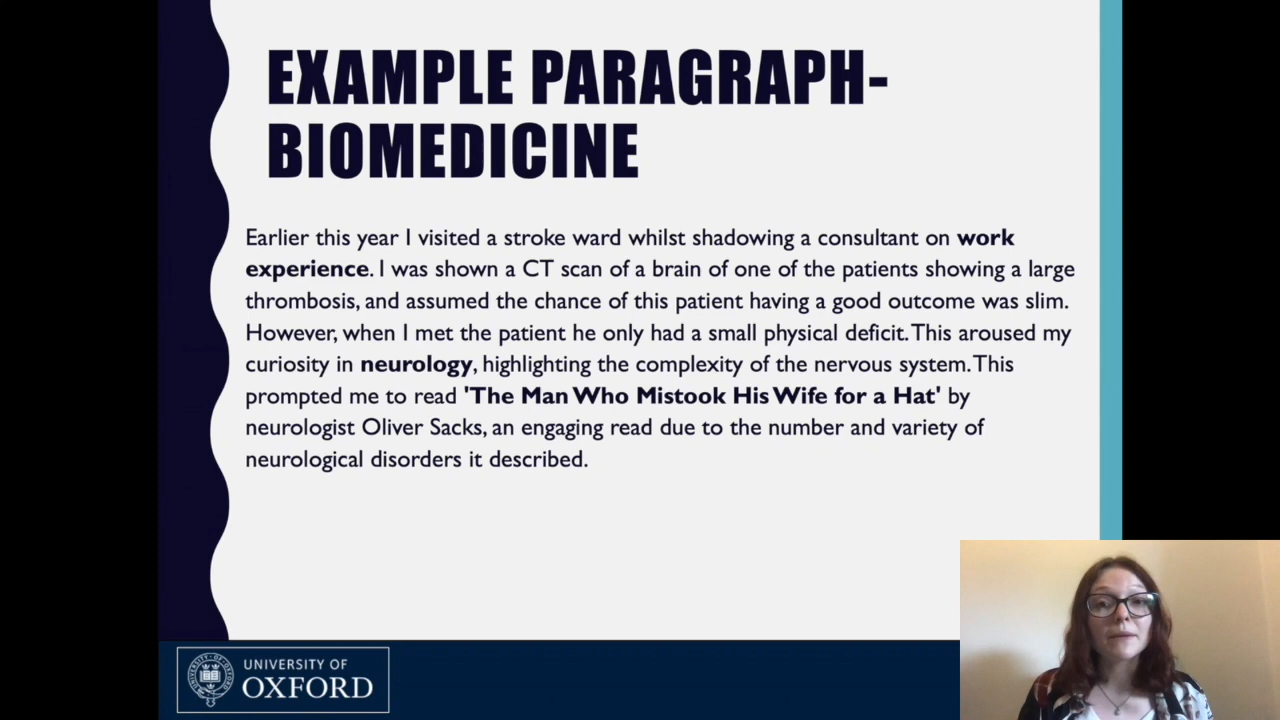 EXAMPLE PARAGRAPH-
BIOMEDICINE
Earlier this year I visited a stroke ward whilst shadowing a consultant on work
experience. I was shown a CT scan of a brain of one of the patients showing a large
thrombosis, and assumed the chance of this patient having a good outcome was slim.
However, when I met the patient he only had a small physical deficit. This aroused my
curiosity in neurology, highlighting the complexity of the nervous system. This
prompted me to read 'The Man Who Mistook His Wife for a Hat' by
neurologist Oliver Sacks, an engaging read due to the number and variety of
neurological disorders it described.
UNIVERSITY OF
OXFORD